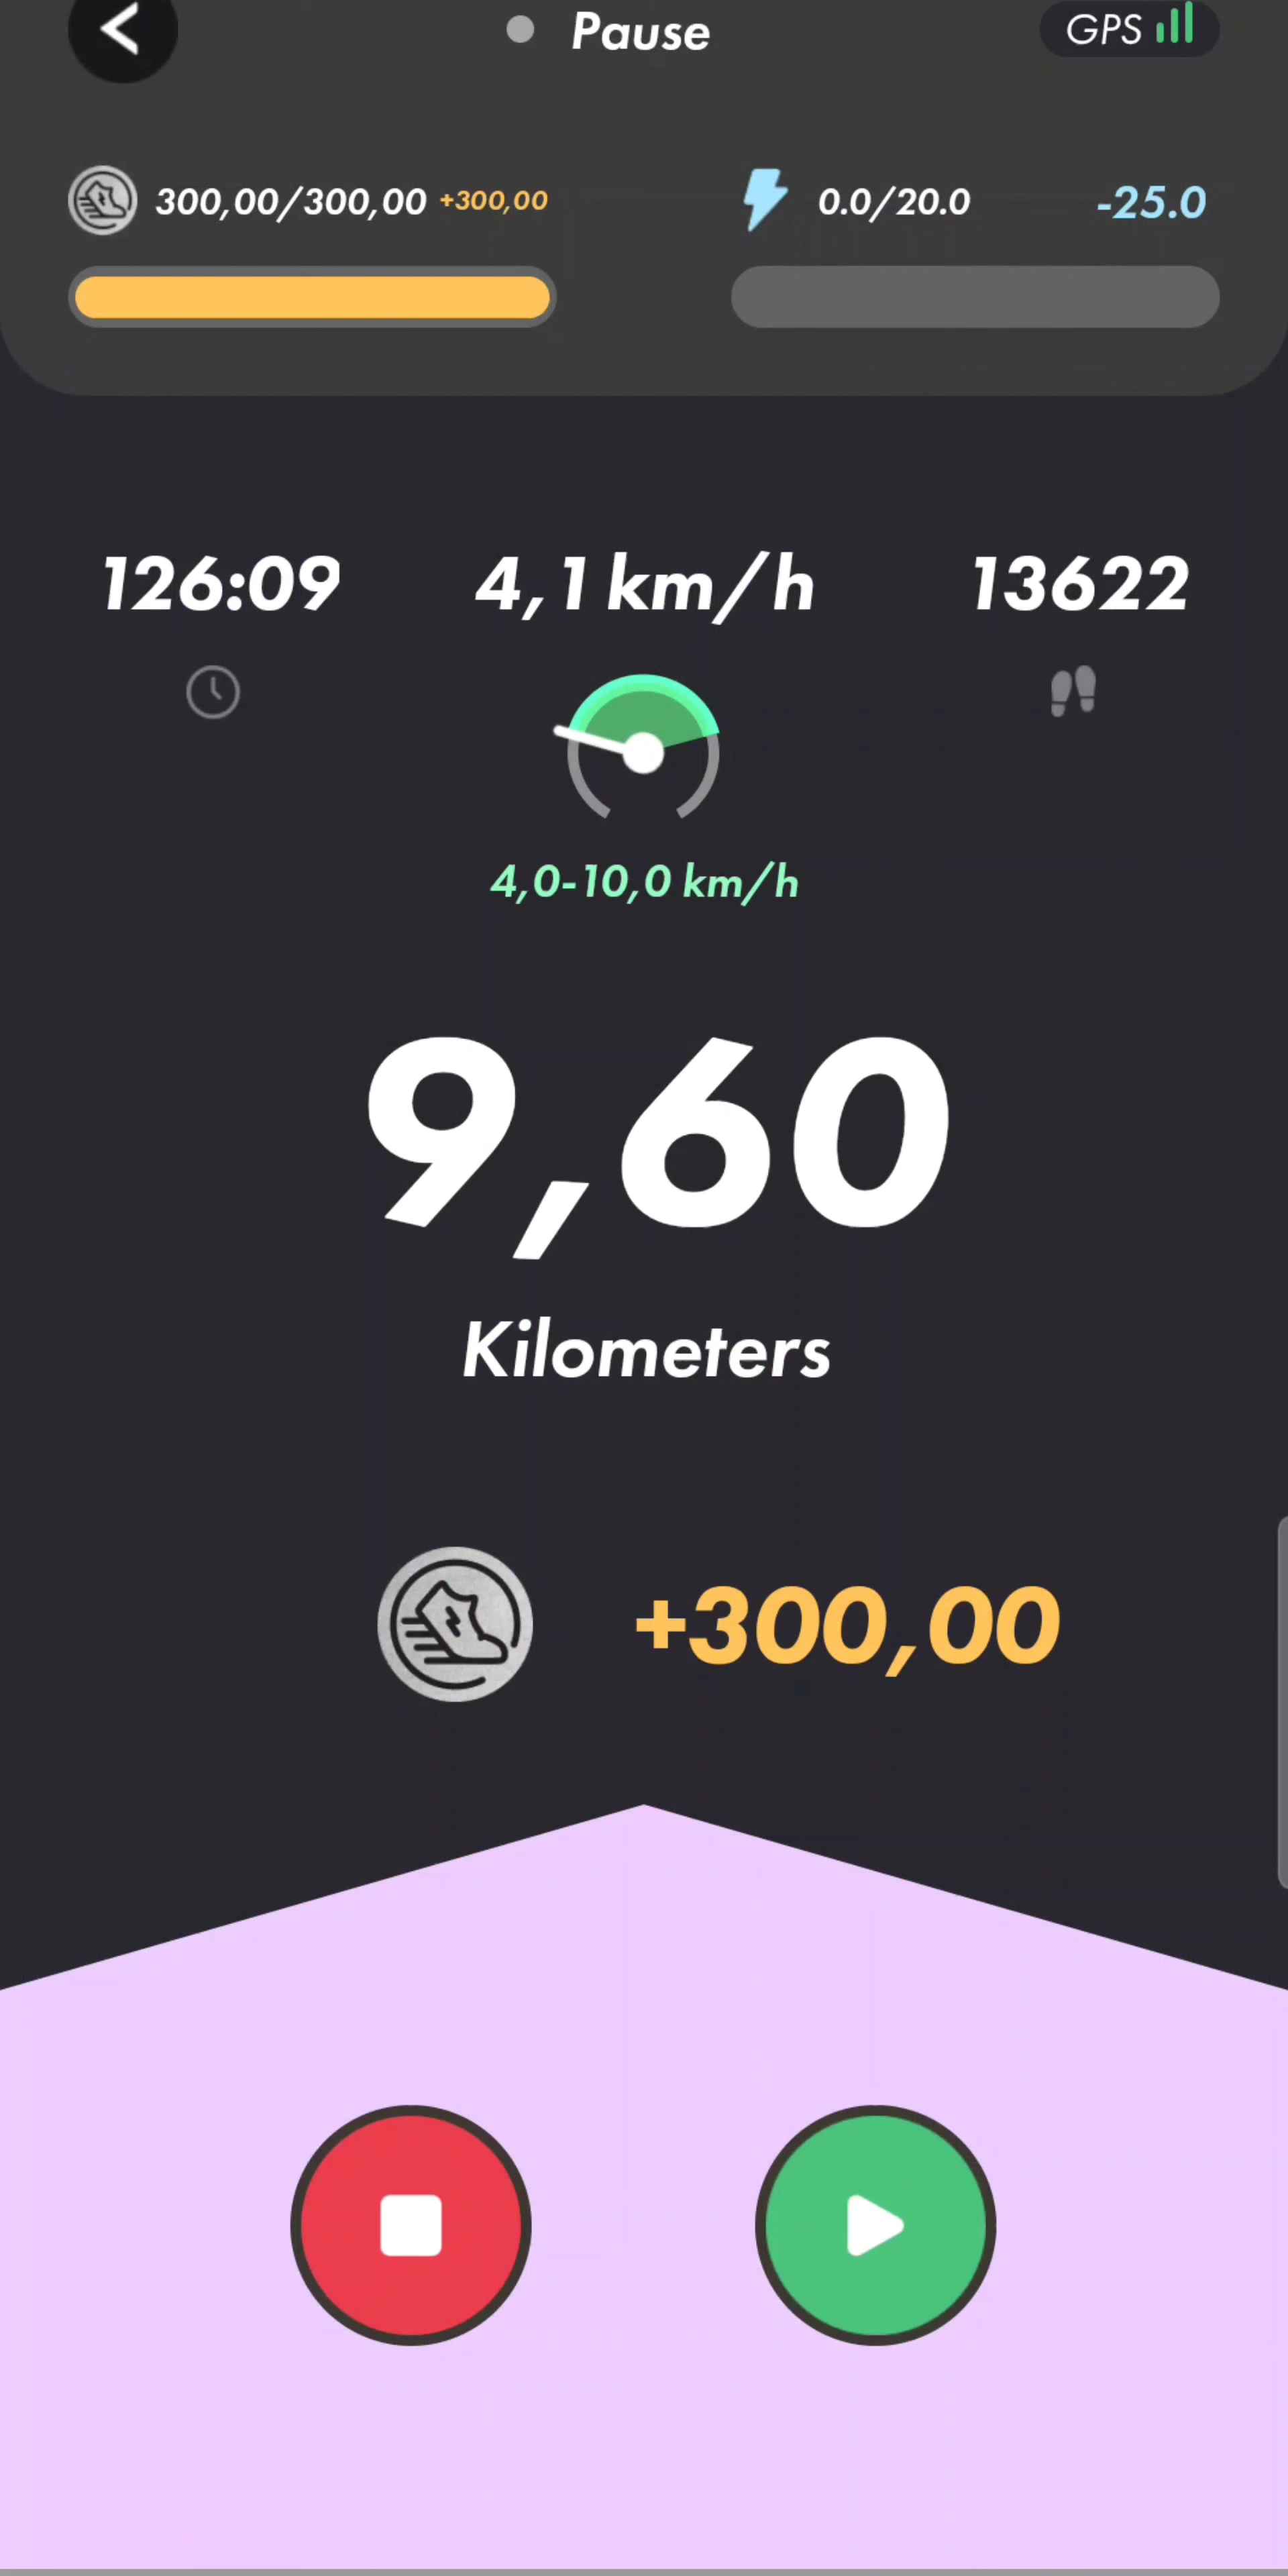 Pause
GPS
300,00/300,00 +300,00
0.0/20.0 -25.0
126:09
4,1 km/h
13622
4,0-10,0 km/h
9,60
Kilometers
+300,00